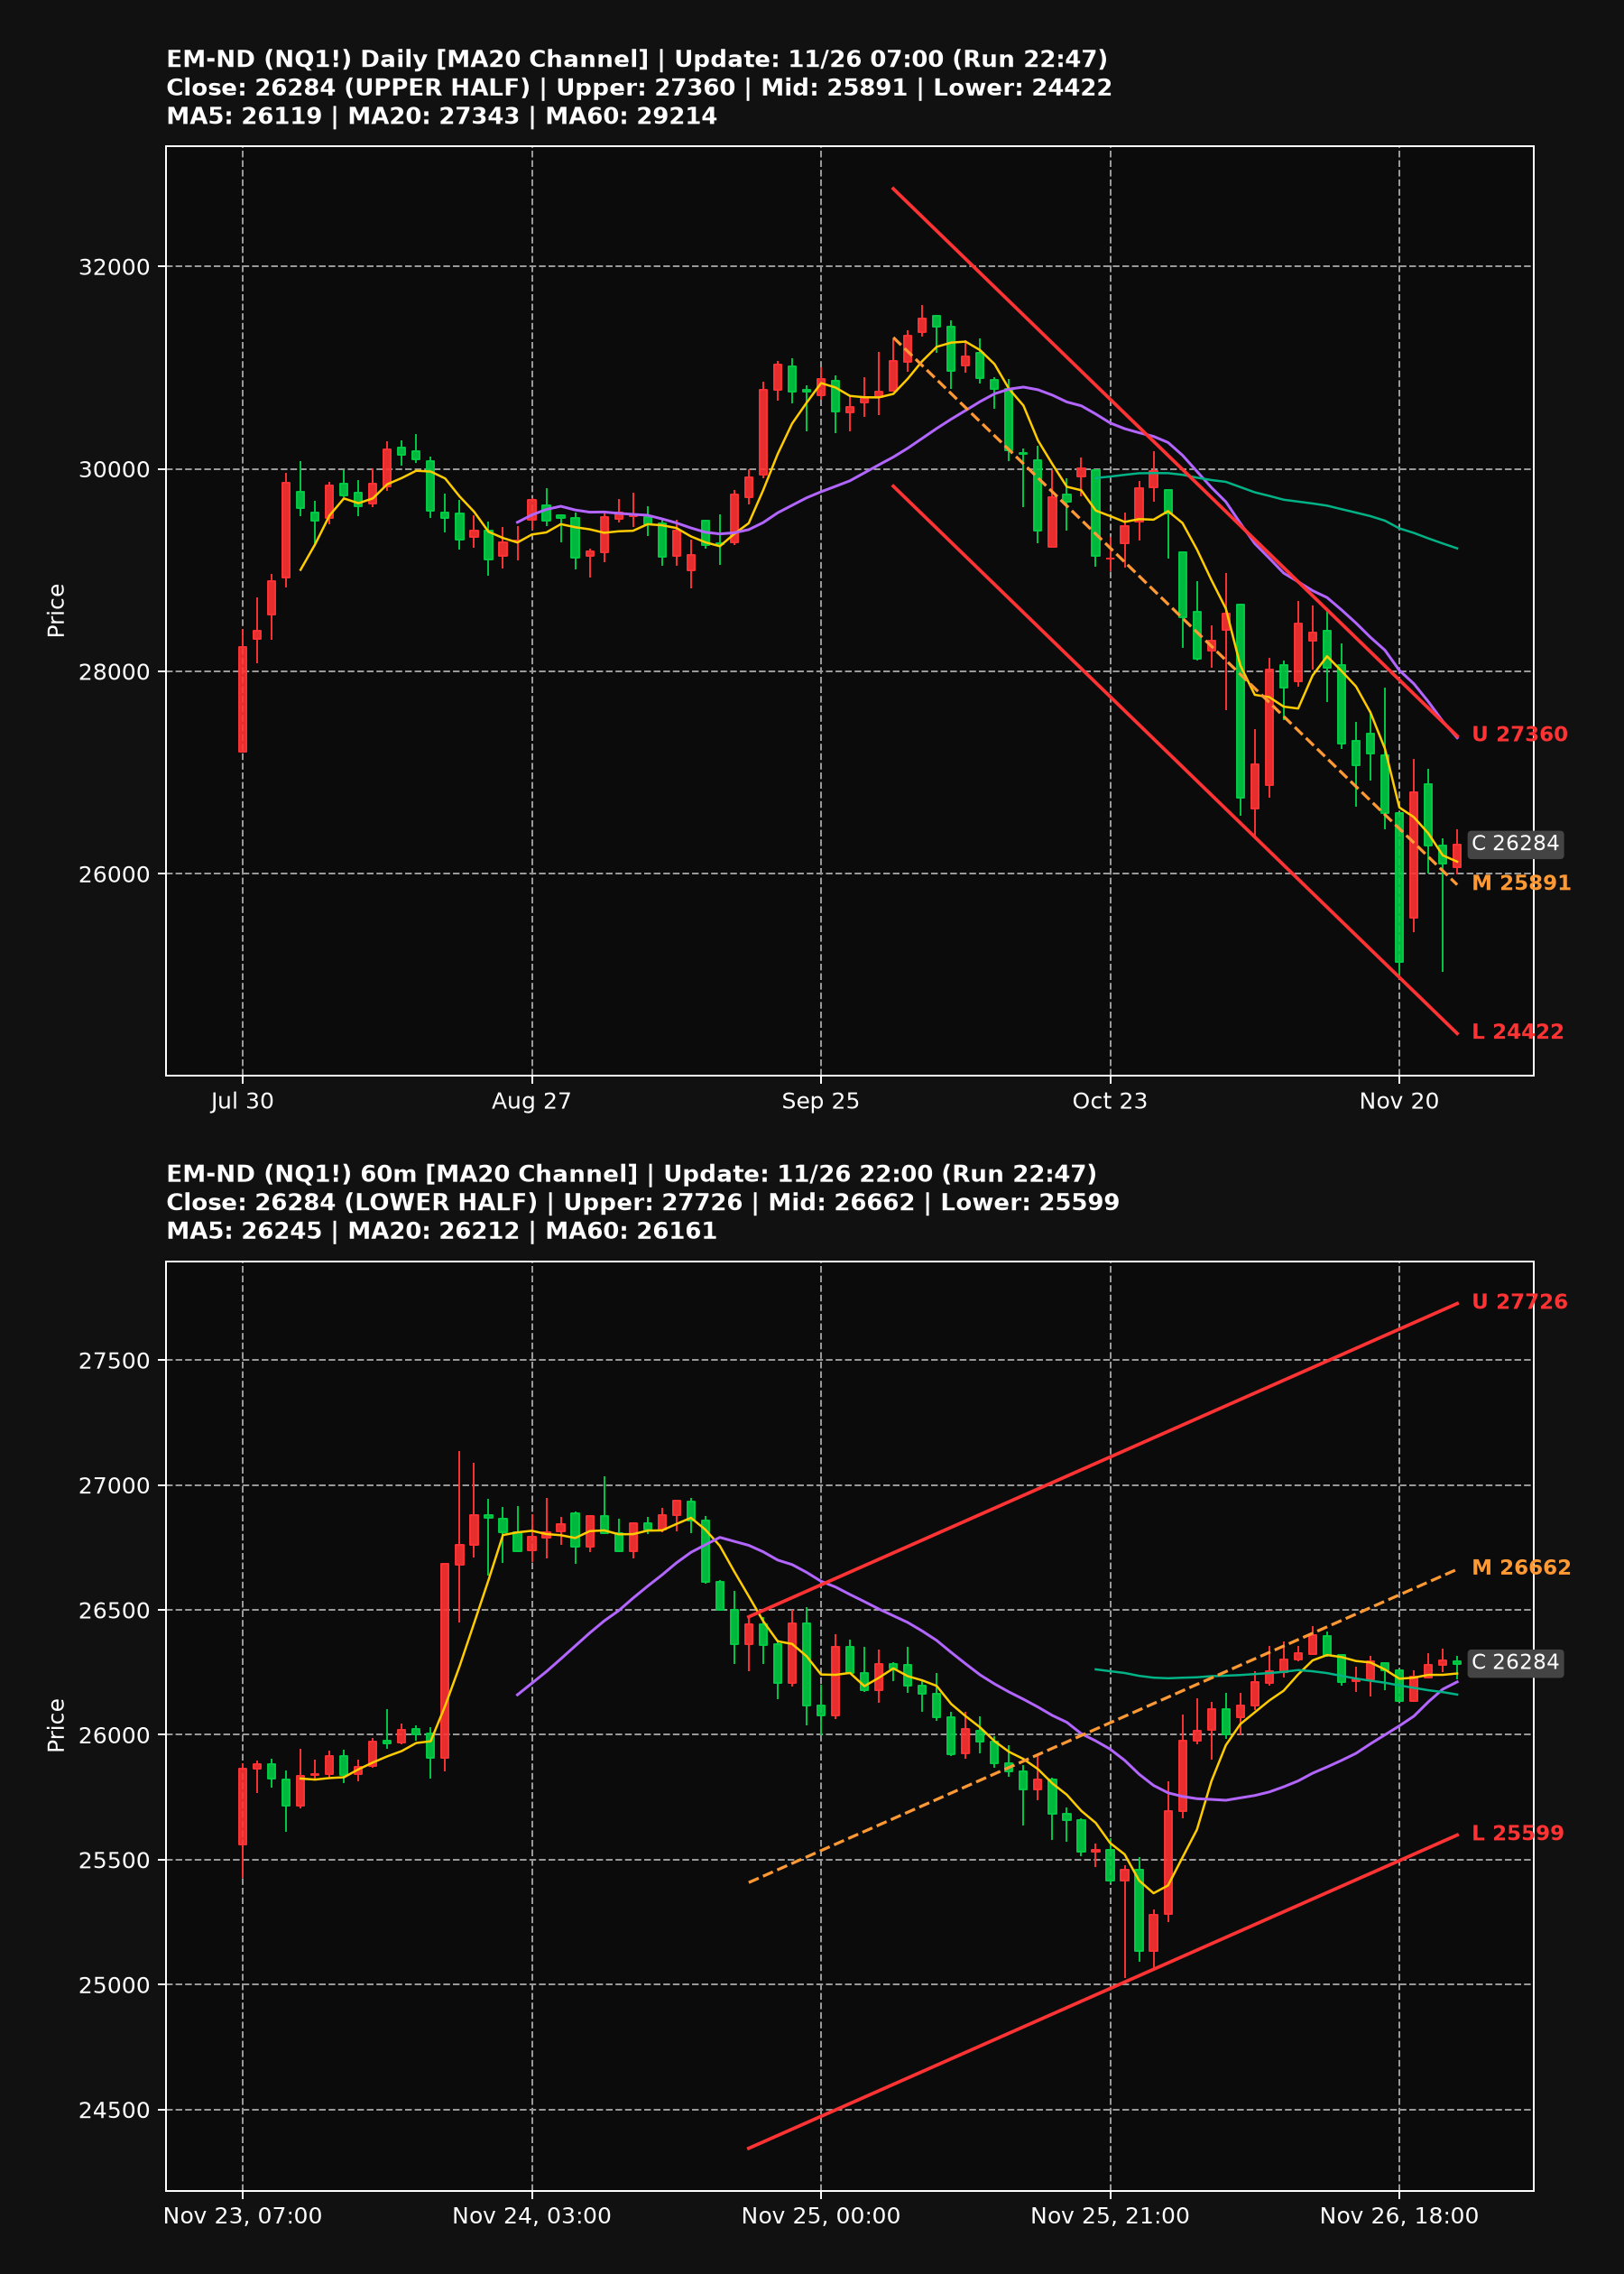 EM-ND (NQ1!) Daily [MA20 Channel] | Update: 11/26 07:00 (Run 22:47)
Close: 26284 (UPPER HALF) | Upper: 27360 | Mid: 25891 | Lower: 24422
MA5: 26119 | MA20: 27343 | MA60: 29214
32000
30000
28000
26000
Price
U 27360
C 26284
M 25891
L 24422
Jul 30
Aug 27
Sep 25
Oct 23
Nov 20
EM-ND (NQ1!) 60m [MA20 Channel] | Update: 11/26 22:00 (Run 22:47)
Close: 26284 (LOWER HALF) | Upper: 27726 | Mid: 26662 | Lower: 25599
MA5: 26245 | MA20: 26212 | MA60: 26161
27500
27000
26500
26000
25500
25000
24500
Price
U 27726
M 26662
C 26284
L 25599
Nov 23, 07:00
Nov 24, 03:00
Nov 25, 00:00
Nov 25, 21:00
Nov 26, 18:00